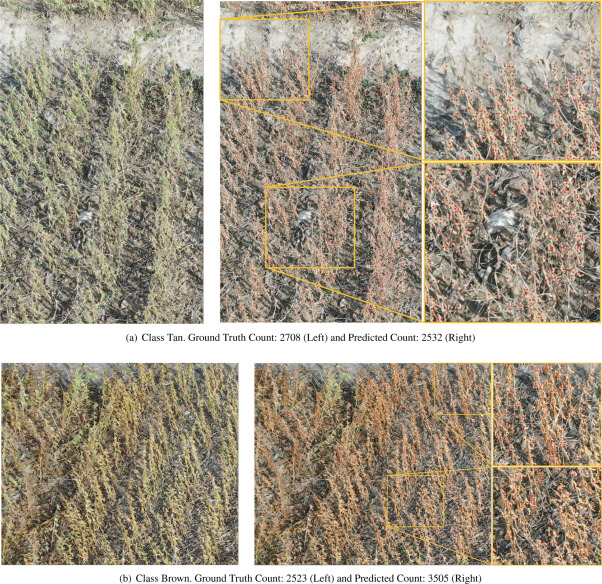 (a) Class Tan. Ground Truth Count: 2708 (Left) and Predicted Count: 2532 (Right)
(b) Class Brown. Ground Truth Count: 2523 (Left) and Predicted Count: 3505 (Right)